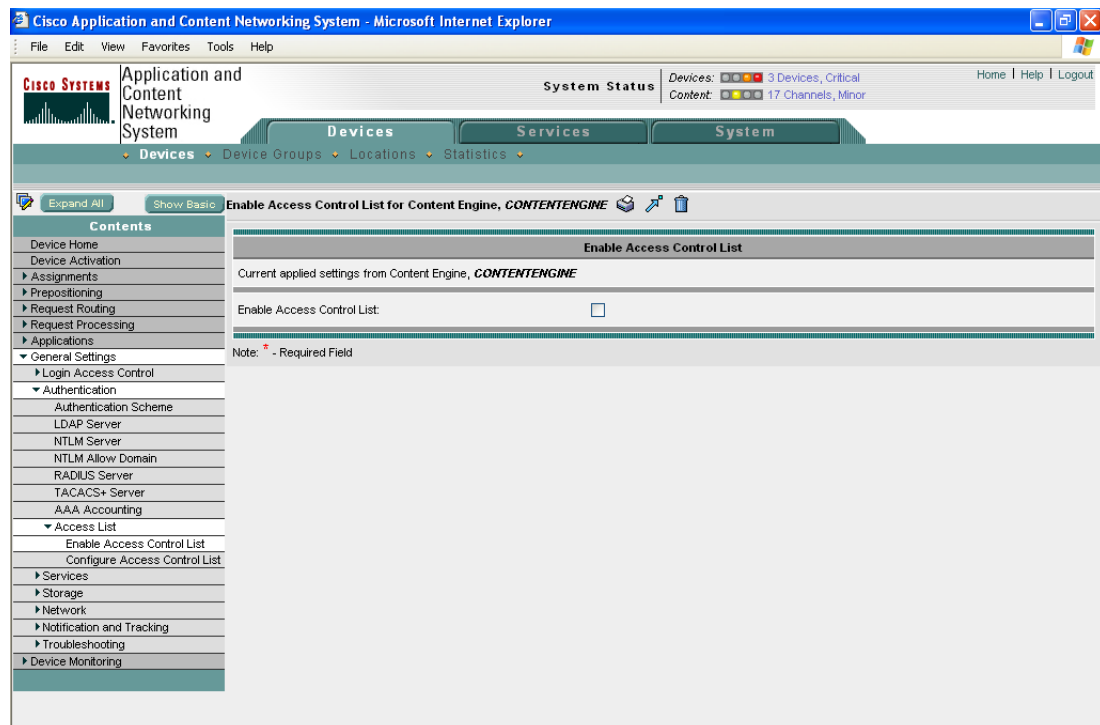 Cisco Application and Content Networking System - Microsoft Internet Explorer
File Edit View Favorites Tools Help
CISCO SYSTEMS
Application and
Content
Networking
System
System Status
Devices: 3 Devices, Critical
Content: 17 Channels, Minor
Home | Help | Logout
Devices Services System
Devices Device Groups Locations Statistics
Expand All Show Basic
Enable Access Control List for Content Engine, CONTENTENGINE
Contents
Device Home
Device Activation
Assignments
Prepositioning
Request Routing
Request Processing
Applications
General Settings
Login Access Control
Authentication
Authentication Scheme
LDAP Server
NTLM Server
NTLM Allow Domain
RADIUS Server
TACACS+ Server
AAA Accounting
Access List
Enable Access Control List
Configure Access Control List
Services
Storage
Network
Notification and Tracking
Troubleshooting
Device Monitoring
Enable Access Control List
Current applied settings from Content Engine, CONTENTENGINE
Enable Access Control List:
Note: * - Required Field